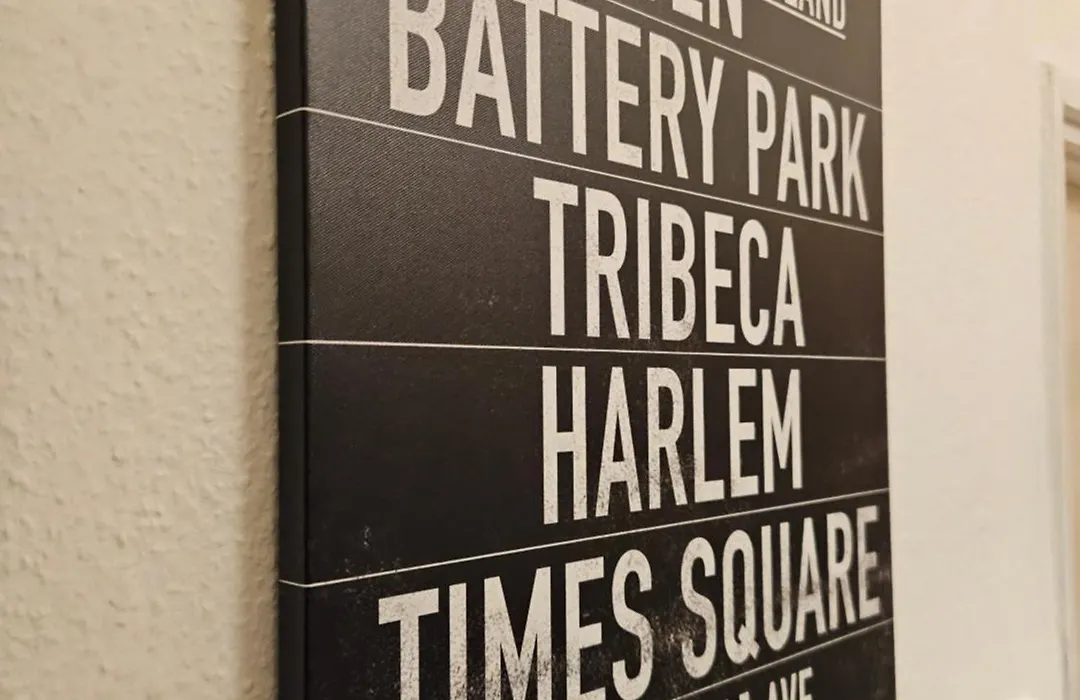 BATTERY PARK
TRIBECA
HARLEM
TIMES SQUARE